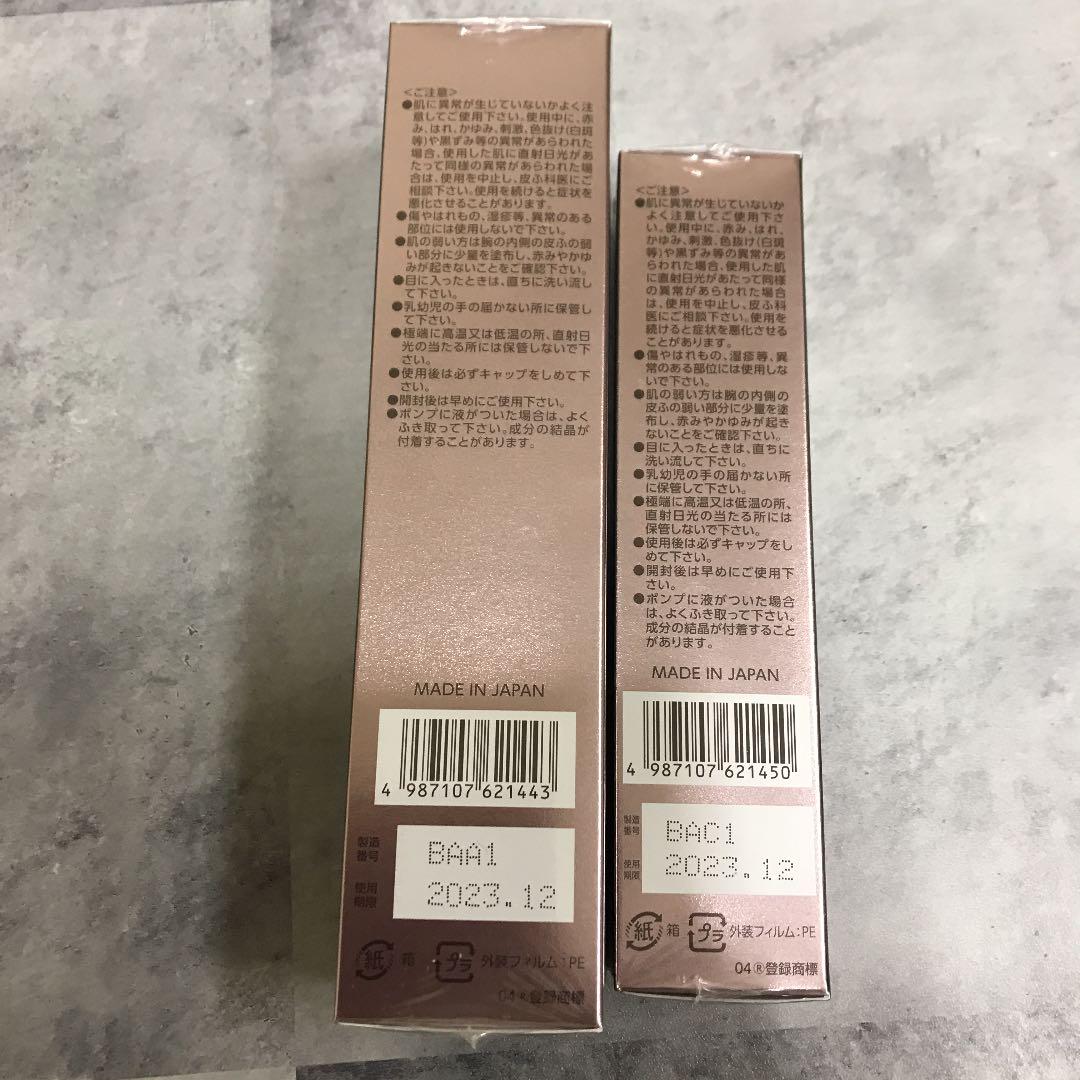 <ご注意>
●肌に異常が生じていないかよく注
意してご使用下さい。使用中に、赤
み、はれ、かゆみ、刺激、色抜け(白斑
等)や黒ずみ等の異常があらわれた
場合、使用した肌に直射日光があ
たって同様の異常があらわれた場
合は、使用を中止し、皮ふ科医にご
相談下さい。使用を続けると症状を
悪化させることがあります。
●傷やはれもの、湿疹等、異常のある
部位には使用しないで下さい。
●肌の弱い方は腕の内側の皮ふの弱
い部分に少量を塗布し、赤みやかゆ
みが起きないことをご確認下さい。
●目に入ったときは、直ちに洗い流し
て下さい。
●乳幼児の手の届かない所に保管し
て下さい。
●極端に高温又は低温の所、直射日
光の当たる所には保管しないで下
さい。
●使用後は必ずキャップをしめて下
さい。
●開封後は早めにご使用下さい。
●ポンプに液がついた場合は、よく
ふき取って下さい。成分の結晶が
付着することがあります。
MADE IN JAPAN
4 987107 621443
製造
番号
BAA1
使用
期限
2023.12
紙 箱 プラ 外装フィルム:PE
04®登録商標
<ご注意>
●肌に異常が生じていないか
よく注意してご使用下さ
い。使用中に、赤み、はれ、
かゆみ、刺激、色抜け(白斑
等)や黒ずみ等の異常があ
らわれた場合、使用した肌
に直射日光があたって同様
の異常があらわれた場合
は、使用を中止し、皮ふ科
医にご相談下さい。使用を
続けると症状を悪化させる
ことがあります。
●傷やはれもの、湿疹等、異
常のある部位には使用しな
いで下さい。
●肌の弱い方は腕の内側の
皮ふの弱い部分に少量を塗
布し、赤みやかゆみが起き
ないことをご確認下さい。
●目に入ったときは、直ちに
洗い流して下さい。
●乳幼児の手の届かない所
に保管して下さい。
●極端に高温又は低温の所、
直射日光の当たる所には
保管しないで下さい。
●使用後は必ずキャップをし
めて下さい。
●開封後は早めにご使用下
さい。
●ポンプに液がついた場合
は、よくふき取って下さい。
成分の結晶が付着すること
があります。
MADE IN JAPAN
4 987107 621450
製造
番号
BAC1
使用
期限
2023.12
紙 箱 プラ 外装フィルム:PE
04®登録商標